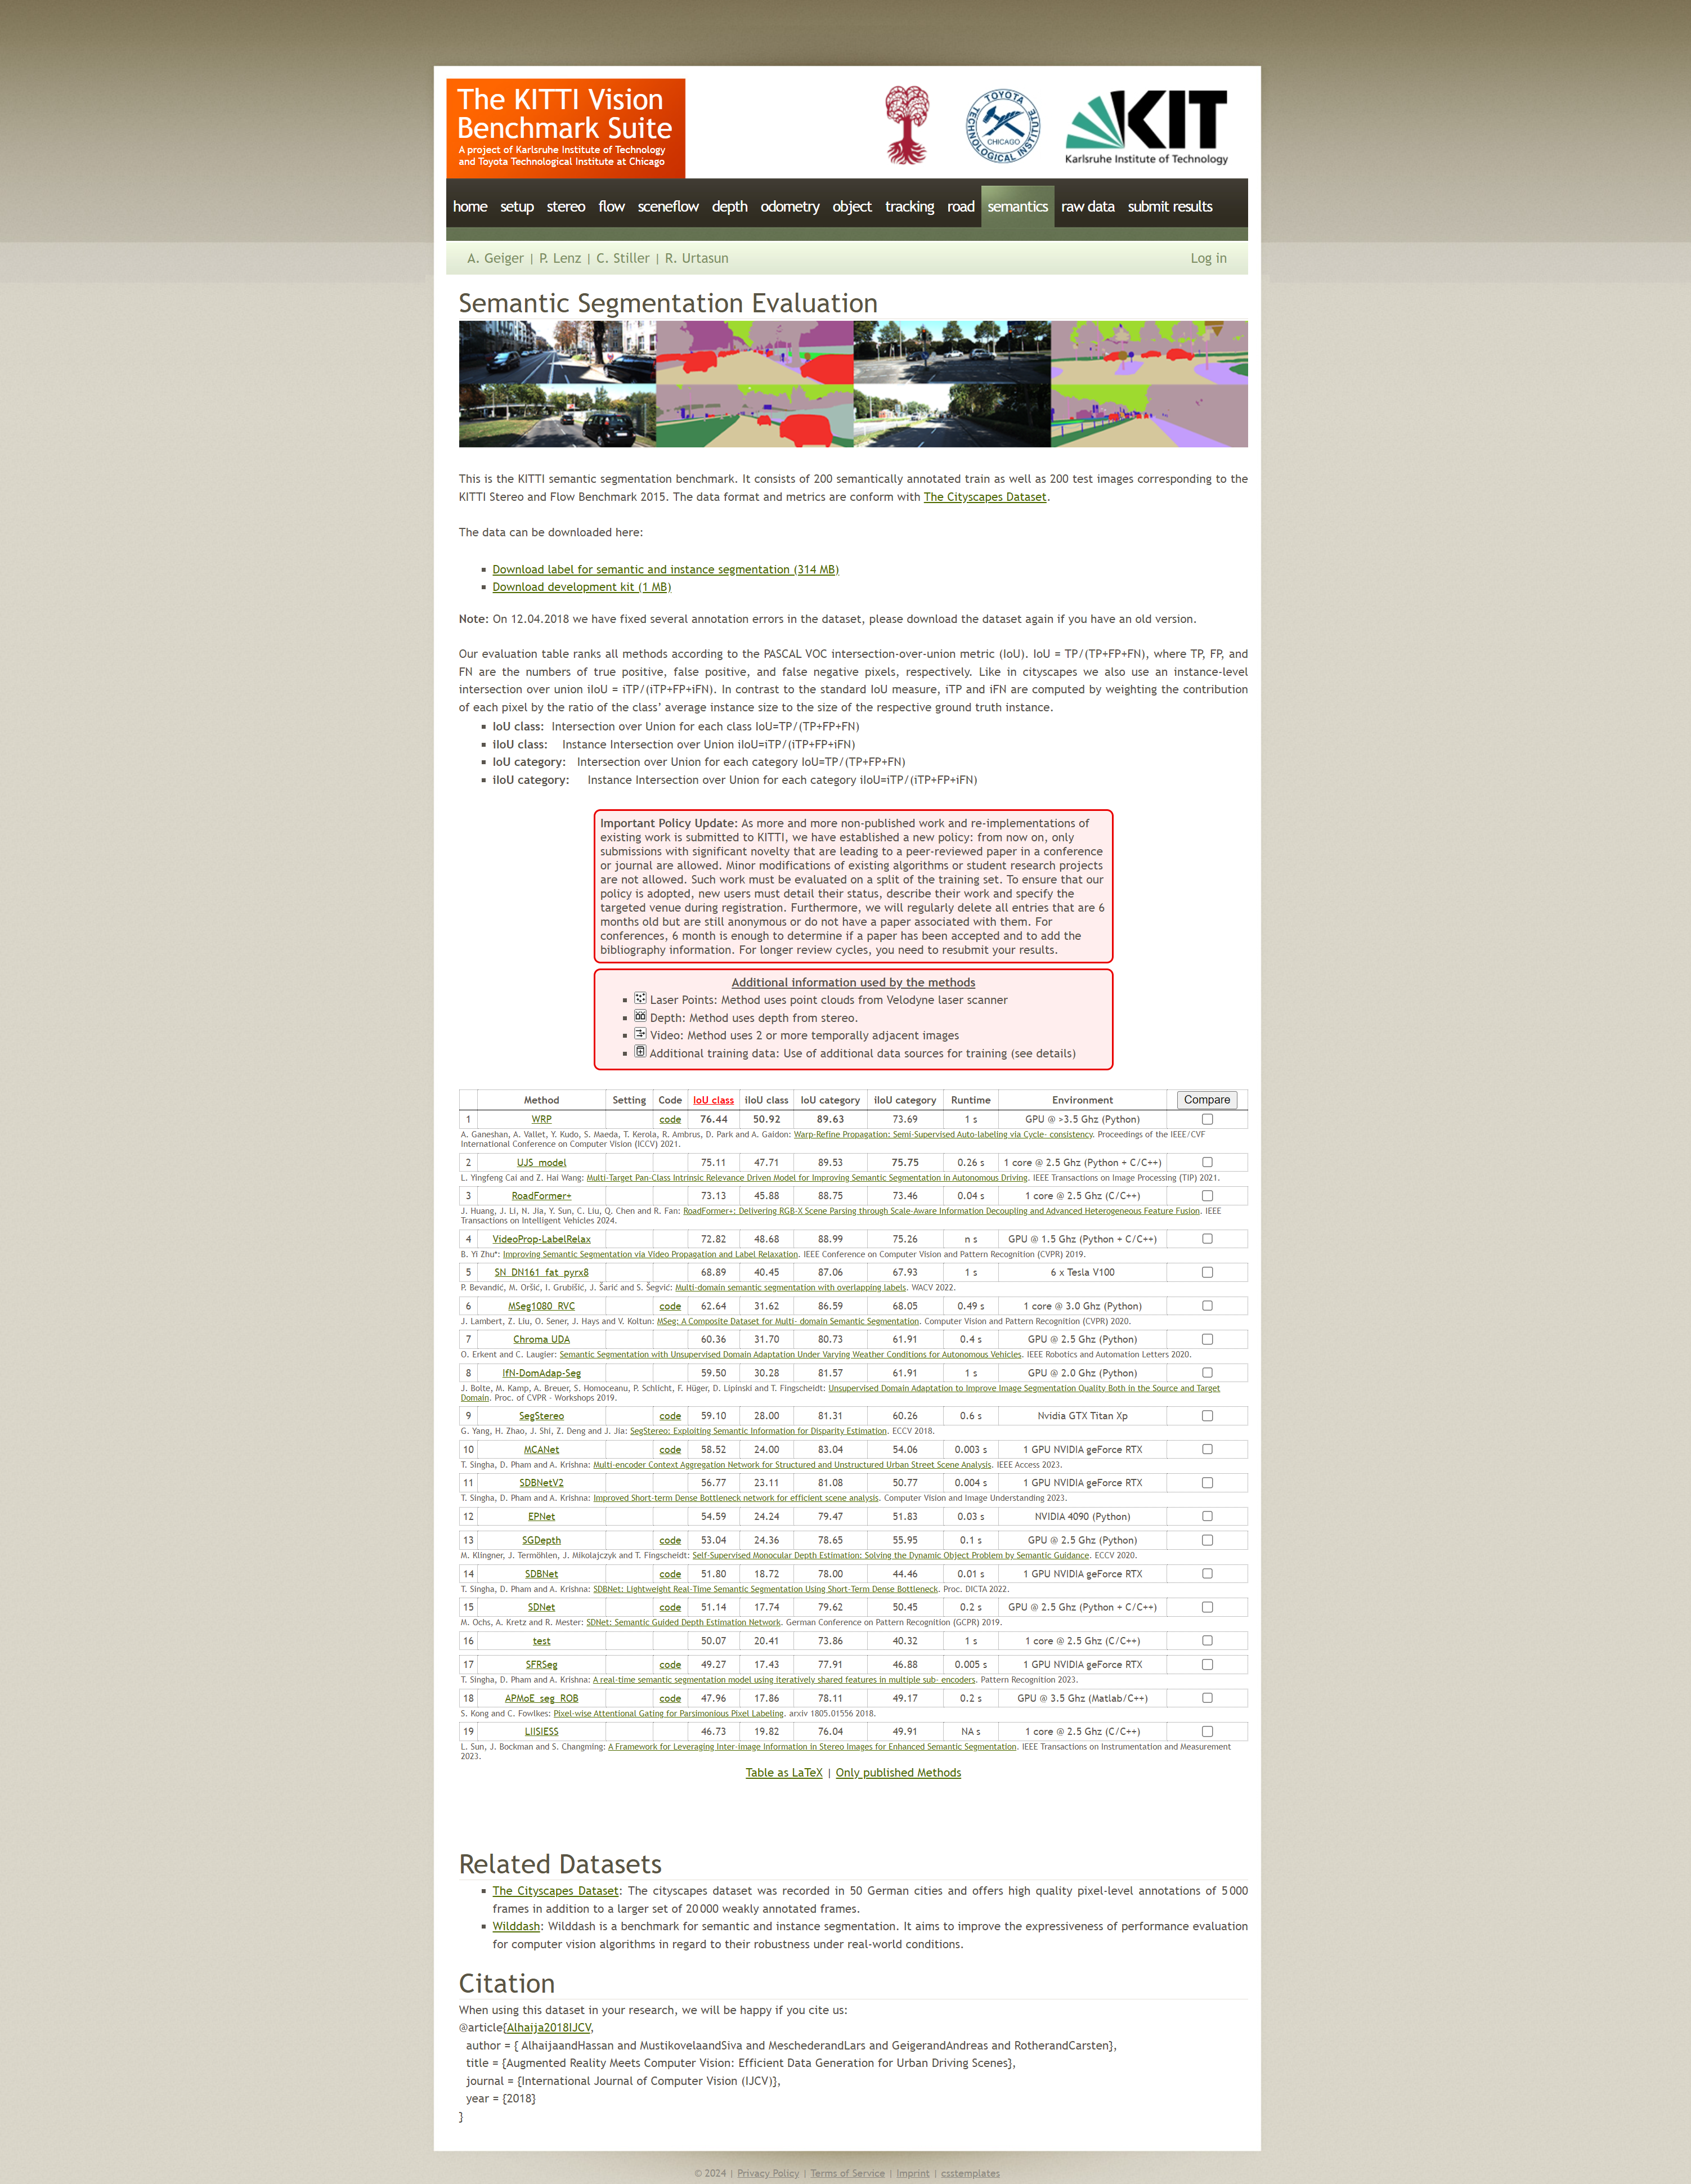 The KITTI Vision
Benchmark Suite
A project of Karlsruhe Institute of Technology
and Toyota Technological Institute at Chicago
TOYOTA TECHNOLOGICAL INSTITUTE
CHICAGO
KIT
Karlsruhe Institute of Technology
home setup stereo flow sceneflow depth odometry object tracking road semantics raw data submit results
A. Geiger | P. Lenz | C. Stiller | R. Urtasun Log in
Semantic Segmentation Evaluation
This is the KITTI semantic segmentation benchmark. It consists of 200 semantically annotated train as well as 200 test images corresponding to the
KITTI Stereo and Flow Benchmark 2015. The data format and metrics are conform with The Cityscapes Dataset.
The data can be downloaded here:
▪ Download label for semantic and instance segmentation (314 MB)
▪ Download development kit (1 MB)
Note: On 12.04.2018 we have fixed several annotation errors in the dataset, please download the dataset again if you have an old version.
Our evaluation table ranks all methods according to the PASCAL VOC intersection-over-union metric (IoU). IoU = TP/(TP+FP+FN), where TP, FP, and
FN are the numbers of true positive, false positive, and false negative pixels, respectively. Like in cityscapes we also use an instance-level
intersection over union iIoU = iTP/(iTP+FP+iFN). In contrast to the standard IoU measure, iTP and iFN are computed by weighting the contribution
of each pixel by the ratio of the class’ average instance size to the size of the respective ground truth instance.
▪ IoU class: Intersection over Union for each class IoU=TP/(TP+FP+FN)
▪ iIoU class: Instance Intersection over Union iIoU=iTP/(iTP+FP+iFN)
▪ IoU category: Intersection over Union for each category IoU=TP/(TP+FP+FN)
▪ iIoU category: Instance Intersection over Union for each category iIoU=iTP/(iTP+FP+iFN)
Important Policy Update: As more and more non-published work and re-implementations of
existing work is submitted to KITTI, we have established a new policy: from now on, only
submissions with significant novelty that are leading to a peer-reviewed paper in a conference
or journal are allowed. Minor modifications of existing algorithms or student research projects
are not allowed. Such work must be evaluated on a split of the training set. To ensure that our
policy is adopted, new users must detail their status, describe their work and specify the
targeted venue during registration. Furthermore, we will regularly delete all entries that are 6
months old but are still anonymous or do not have a paper associated with them. For
conferences, 6 month is enough to determine if a paper has been accepted and to add the
bibliography information. For longer review cycles, you need to resubmit your results.
Additional information used by the methods
▪ Laser Points: Method uses point clouds from Velodyne laser scanner
▪ Depth: Method uses depth from stereo.
▪ Video: Method uses 2 or more temporally adjacent images
▪ Additional training data: Use of additional data sources for training (see details)
Method Setting Code IoU class iIoU class IoU category iIoU category Runtime Environment Compare
1 WRP code 76.44 50.92 89.63 73.69 1 s GPU @ >3.5 Ghz (Python)
A. Ganeshan, A. Vallet, Y. Kudo, S. Maeda, T. Kerola, R. Ambrus, D. Park and A. Gaidon: Warp-Refine Propagation: Semi-Supervised Auto-labeling via Cycle- consistency. Proceedings of the IEEE/CVF
International Conference on Computer Vision (ICCV) 2021.
2 UJS_model 75.11 47.71 89.53 75.75 0.26 s 1 core @ 2.5 Ghz (Python + C/C++)
L. Yingfeng Cai and Z. Hai Wang: Multi-Target Pan-Class Intrinsic Relevance Driven Model for Improving Semantic Segmentation in Autonomous Driving. IEEE Transactions on Image Processing (TIP) 2021.
3 RoadFormer+ 73.13 45.88 88.75 73.46 0.04 s 1 core @ 2.5 Ghz (C/C++)
J. Huang, J. Li, N. Jia, Y. Sun, C. Liu, Q. Chen and R. Fan: RoadFormer+: Delivering RGB-X Scene Parsing through Scale-Aware Information Decoupling and Advanced Heterogeneous Feature Fusion. IEEE
Transactions on Intelligent Vehicles 2024.
4 VideoProp-LabelRelax 72.82 48.68 88.99 75.26 n s GPU @ 1.5 Ghz (Python + C/C++)
B. Yi Zhu*: Improving Semantic Segmentation via Video Propagation and Label Relaxation. IEEE Conference on Computer Vision and Pattern Recognition (CVPR) 2019.
5 SN_DN161_fat_pyrx8 68.89 40.45 87.06 67.93 1 s 6 x Tesla V100
P. Bevandić, M. Oršić, I. Grubišić, J. Šarić and S. Šegvić: Multi-domain semantic segmentation with overlapping labels. WACV 2022.
6 MSeg1080_RVC code 62.64 31.62 86.59 68.05 0.49 s 1 core @ 3.0 Ghz (Python)
J. Lambert, Z. Liu, O. Sener, J. Hays and V. Koltun: MSeg: A Composite Dataset for Multi- domain Semantic Segmentation. Computer Vision and Pattern Recognition (CVPR) 2020.
7 Chroma UDA 60.36 31.70 80.73 61.91 0.4 s GPU @ 2.5 Ghz (Python)
O. Erkent and C. Laugier: Semantic Segmentation with Unsupervised Domain Adaptation Under Varying Weather Conditions for Autonomous Vehicles. IEEE Robotics and Automation Letters 2020.
8 IfN-DomAdap-Seg 59.50 30.28 81.57 61.91 1 s GPU @ 2.0 Ghz (Python)
J. Bolte, M. Kamp, A. Breuer, S. Homoceanu, P. Schlicht, F. Hüger, D. Lipinski and T. Fingscheidt: Unsupervised Domain Adaptation to Improve Image Segmentation Quality Both in the Source and Target
Domain. Proc. of CVPR - Workshops 2019.
9 SegStereo code 59.10 28.00 81.31 60.26 0.6 s Nvidia GTX Titan Xp
G. Yang, H. Zhao, J. Shi, Z. Deng and J. Jia: SegStereo: Exploiting Semantic Information for Disparity Estimation. ECCV 2018.
10 MCANet code 58.52 24.00 83.04 54.06 0.003 s 1 GPU NVIDIA geForce RTX
T. Singha, D. Pham and A. Krishna: Multi-encoder Context Aggregation Network for Structured and Unstructured Urban Street Scene Analysis. IEEE Access 2023.
11 SDBNetV2 56.77 23.11 81.08 50.77 0.004 s 1 GPU NVIDIA geForce RTX
T. Singha, D. Pham and A. Krishna: Improved Short-term Dense Bottleneck network for efficient scene analysis. Computer Vision and Image Understanding 2023.
12 EPNet 54.59 24.24 79.47 51.83 0.03 s NVIDIA 4090 (Python)
13 SGDepth code 53.04 24.36 78.65 55.95 0.1 s GPU @ 2.5 Ghz (Python)
M. Klingner, J. Termöhlen, J. Mikolajczyk and T. Fingscheidt: Self-Supervised Monocular Depth Estimation: Solving the Dynamic Object Problem by Semantic Guidance. ECCV 2020.
14 SDBNet code 51.80 18.72 78.00 44.46 0.01 s 1 GPU NVIDIA geForce RTX
T. Singha, D. Pham and A. Krishna: SDBNet: Lightweight Real-Time Semantic Segmentation Using Short-Term Dense Bottleneck. Proc. DICTA 2022.
15 SDNet code 51.14 17.74 79.62 50.45 0.2 s GPU @ 2.5 Ghz (Python + C/C++)
M. Ochs, A. Kretz and R. Mester: SDNet: Semantic Guided Depth Estimation Network. German Conference on Pattern Recognition (GCPR) 2019.
16 test 50.07 20.41 73.86 40.32 1 s 1 core @ 2.5 Ghz (C/C++)
17 SFRSeg code 49.27 17.43 77.91 46.88 0.005 s 1 GPU NVIDIA geForce RTX
T. Singha, D. Pham and A. Krishna: A real-time semantic segmentation model using iteratively shared features in multiple sub- encoders. Pattern Recognition 2023.
18 APMoE_seg_ROB code 47.96 17.86 78.11 49.17 0.2 s GPU @ 3.5 Ghz (Matlab/C++)
S. Kong and C. Fowlkes: Pixel-wise Attentional Gating for Parsimonious Pixel Labeling. arxiv 1805.01556 2018.
19 LIISIESS 46.73 19.82 76.04 49.91 NA s 1 core @ 2.5 Ghz (C/C++)
L. Sun, J. Bockman and S. Changming: A Framework for Leveraging Inter-image Information in Stereo Images for Enhanced Semantic Segmentation. IEEE Transactions on Instrumentation and Measurement
2023.
Table as LaTeX | Only published Methods
Related Datasets
▪ The Cityscapes Dataset: The cityscapes dataset was recorded in 50 German cities and offers high quality pixel-level annotations of 5 000
frames in addition to a larger set of 20 000 weakly annotated frames.
▪ Wilddash: Wilddash is a benchmark for semantic and instance segmentation. It aims to improve the expressiveness of performance evaluation
for computer vision algorithms in regard to their robustness under real-world conditions.
Citation
When using this dataset in your research, we will be happy if you cite us:
@article{Alhaija2018IJCV,
author = { AlhaijaandHassan and MustikovelaandSiva and MeschederandLars and GeigerandAndreas and RotherandCarsten},
title = {Augmented Reality Meets Computer Vision: Efficient Data Generation for Urban Driving Scenes},
journal = {International Journal of Computer Vision (IJCV)},
year = {2018}
}
© 2024 | Privacy Policy | Terms of Service | Imprint | csstemplates